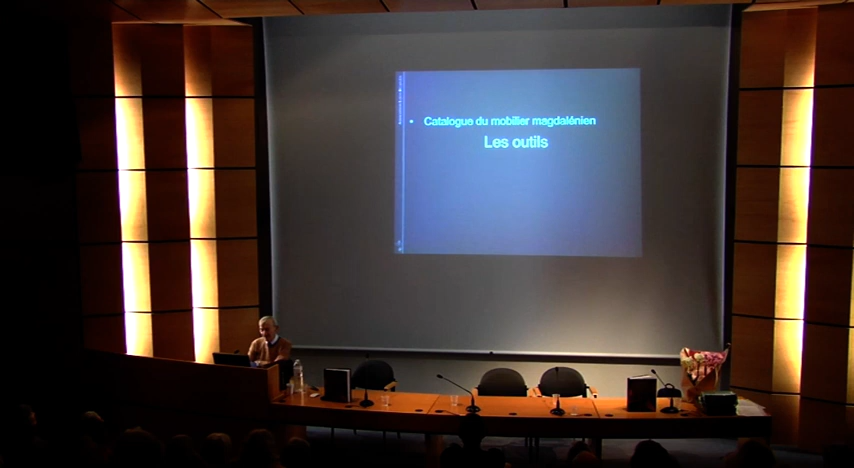 • Catalogue du mobilier magdalénien
Les outils